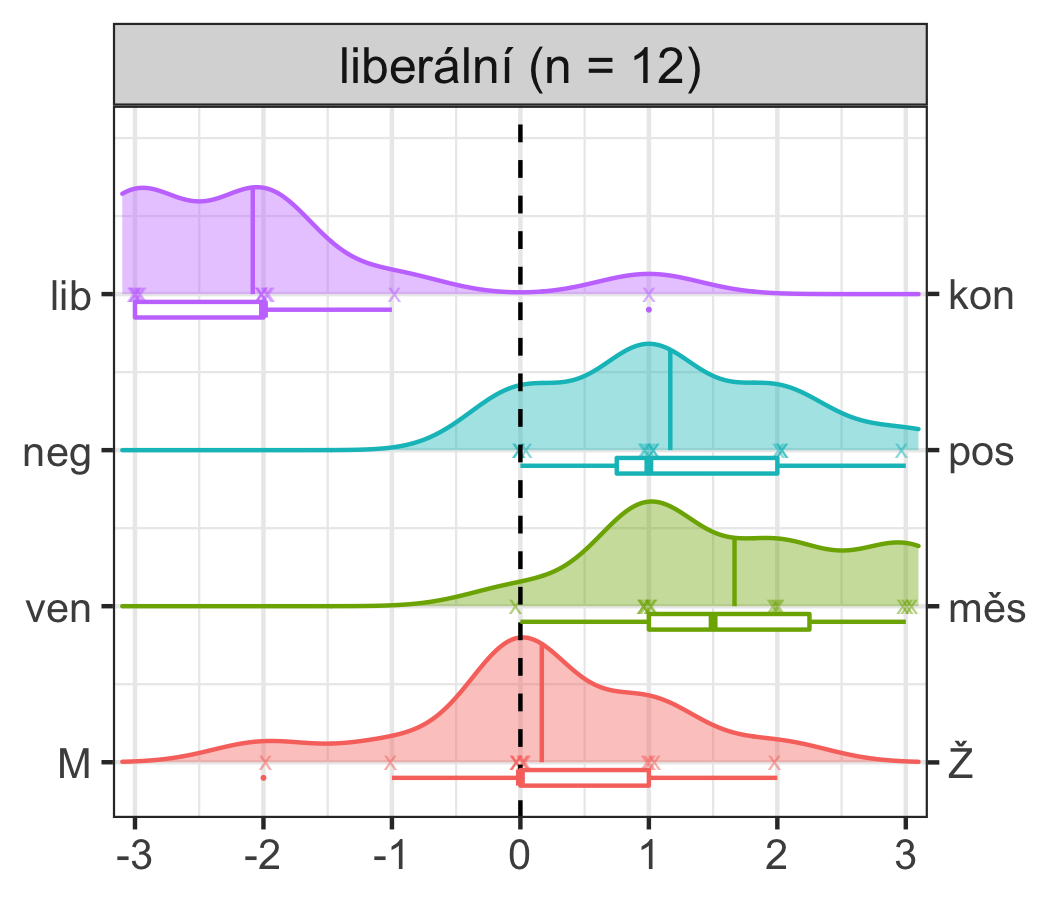 liberální (n = 12)
lib kon
neg pos
ven měs
M Ž
-3 -2 -1 0 1 2 3